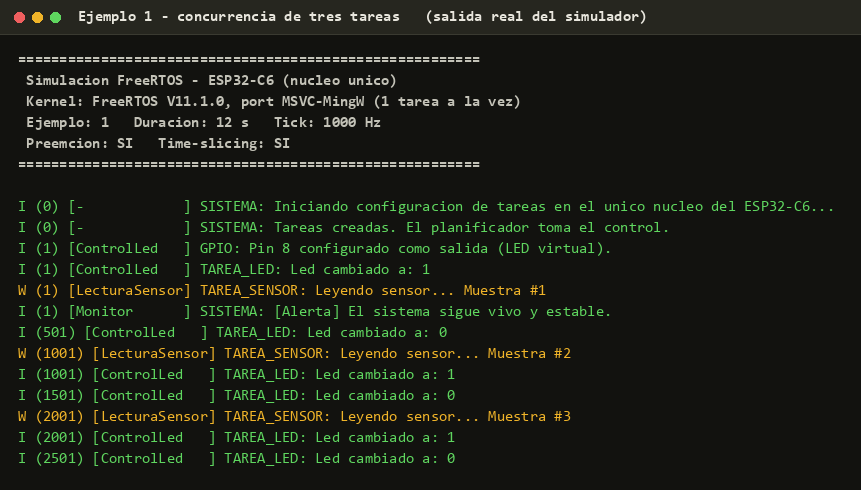 Ejemplo 1 - concurrencia de tres tareas   (salida real del simulador)
========================================================
 Simulacion FreeRTOS - ESP32-C6 (nucleo unico)
 Kernel: FreeRTOS V11.1.0, port MSVC-MingW (1 tarea a la vez)
 Ejemplo: 1   Duracion: 12 s   Tick: 1000 Hz
 Preemcion: SI   Time-slicing: SI
========================================================
I (0) [-            ] SISTEMA: Iniciando configuracion de tareas en el unico nucleo del ESP32-C6...
I (0) [-            ] SISTEMA: Tareas creadas. El planificador toma el control.
I (1) [ControlLed   ] GPIO: Pin 8 configurado como salida (LED virtual).
I (1) [ControlLed   ] TAREA_LED: Led cambiado a: 1
W (1) [LecturaSensor] TAREA_SENSOR: Leyendo sensor... Muestra #1
I (1) [Monitor      ] SISTEMA: [Alerta] El sistema sigue vivo y estable.
I (501) [ControlLed   ] TAREA_LED: Led cambiado a: 0
W (1001) [LecturaSensor] TAREA_SENSOR: Leyendo sensor... Muestra #2
I (1001) [ControlLed   ] TAREA_LED: Led cambiado a: 1
I (1501) [ControlLed   ] TAREA_LED: Led cambiado a: 0
W (2001) [LecturaSensor] TAREA_SENSOR: Leyendo sensor... Muestra #3
I (2001) [ControlLed   ] TAREA_LED: Led cambiado a: 1
I (2501) [ControlLed   ] TAREA_LED: Led cambiado a: 0